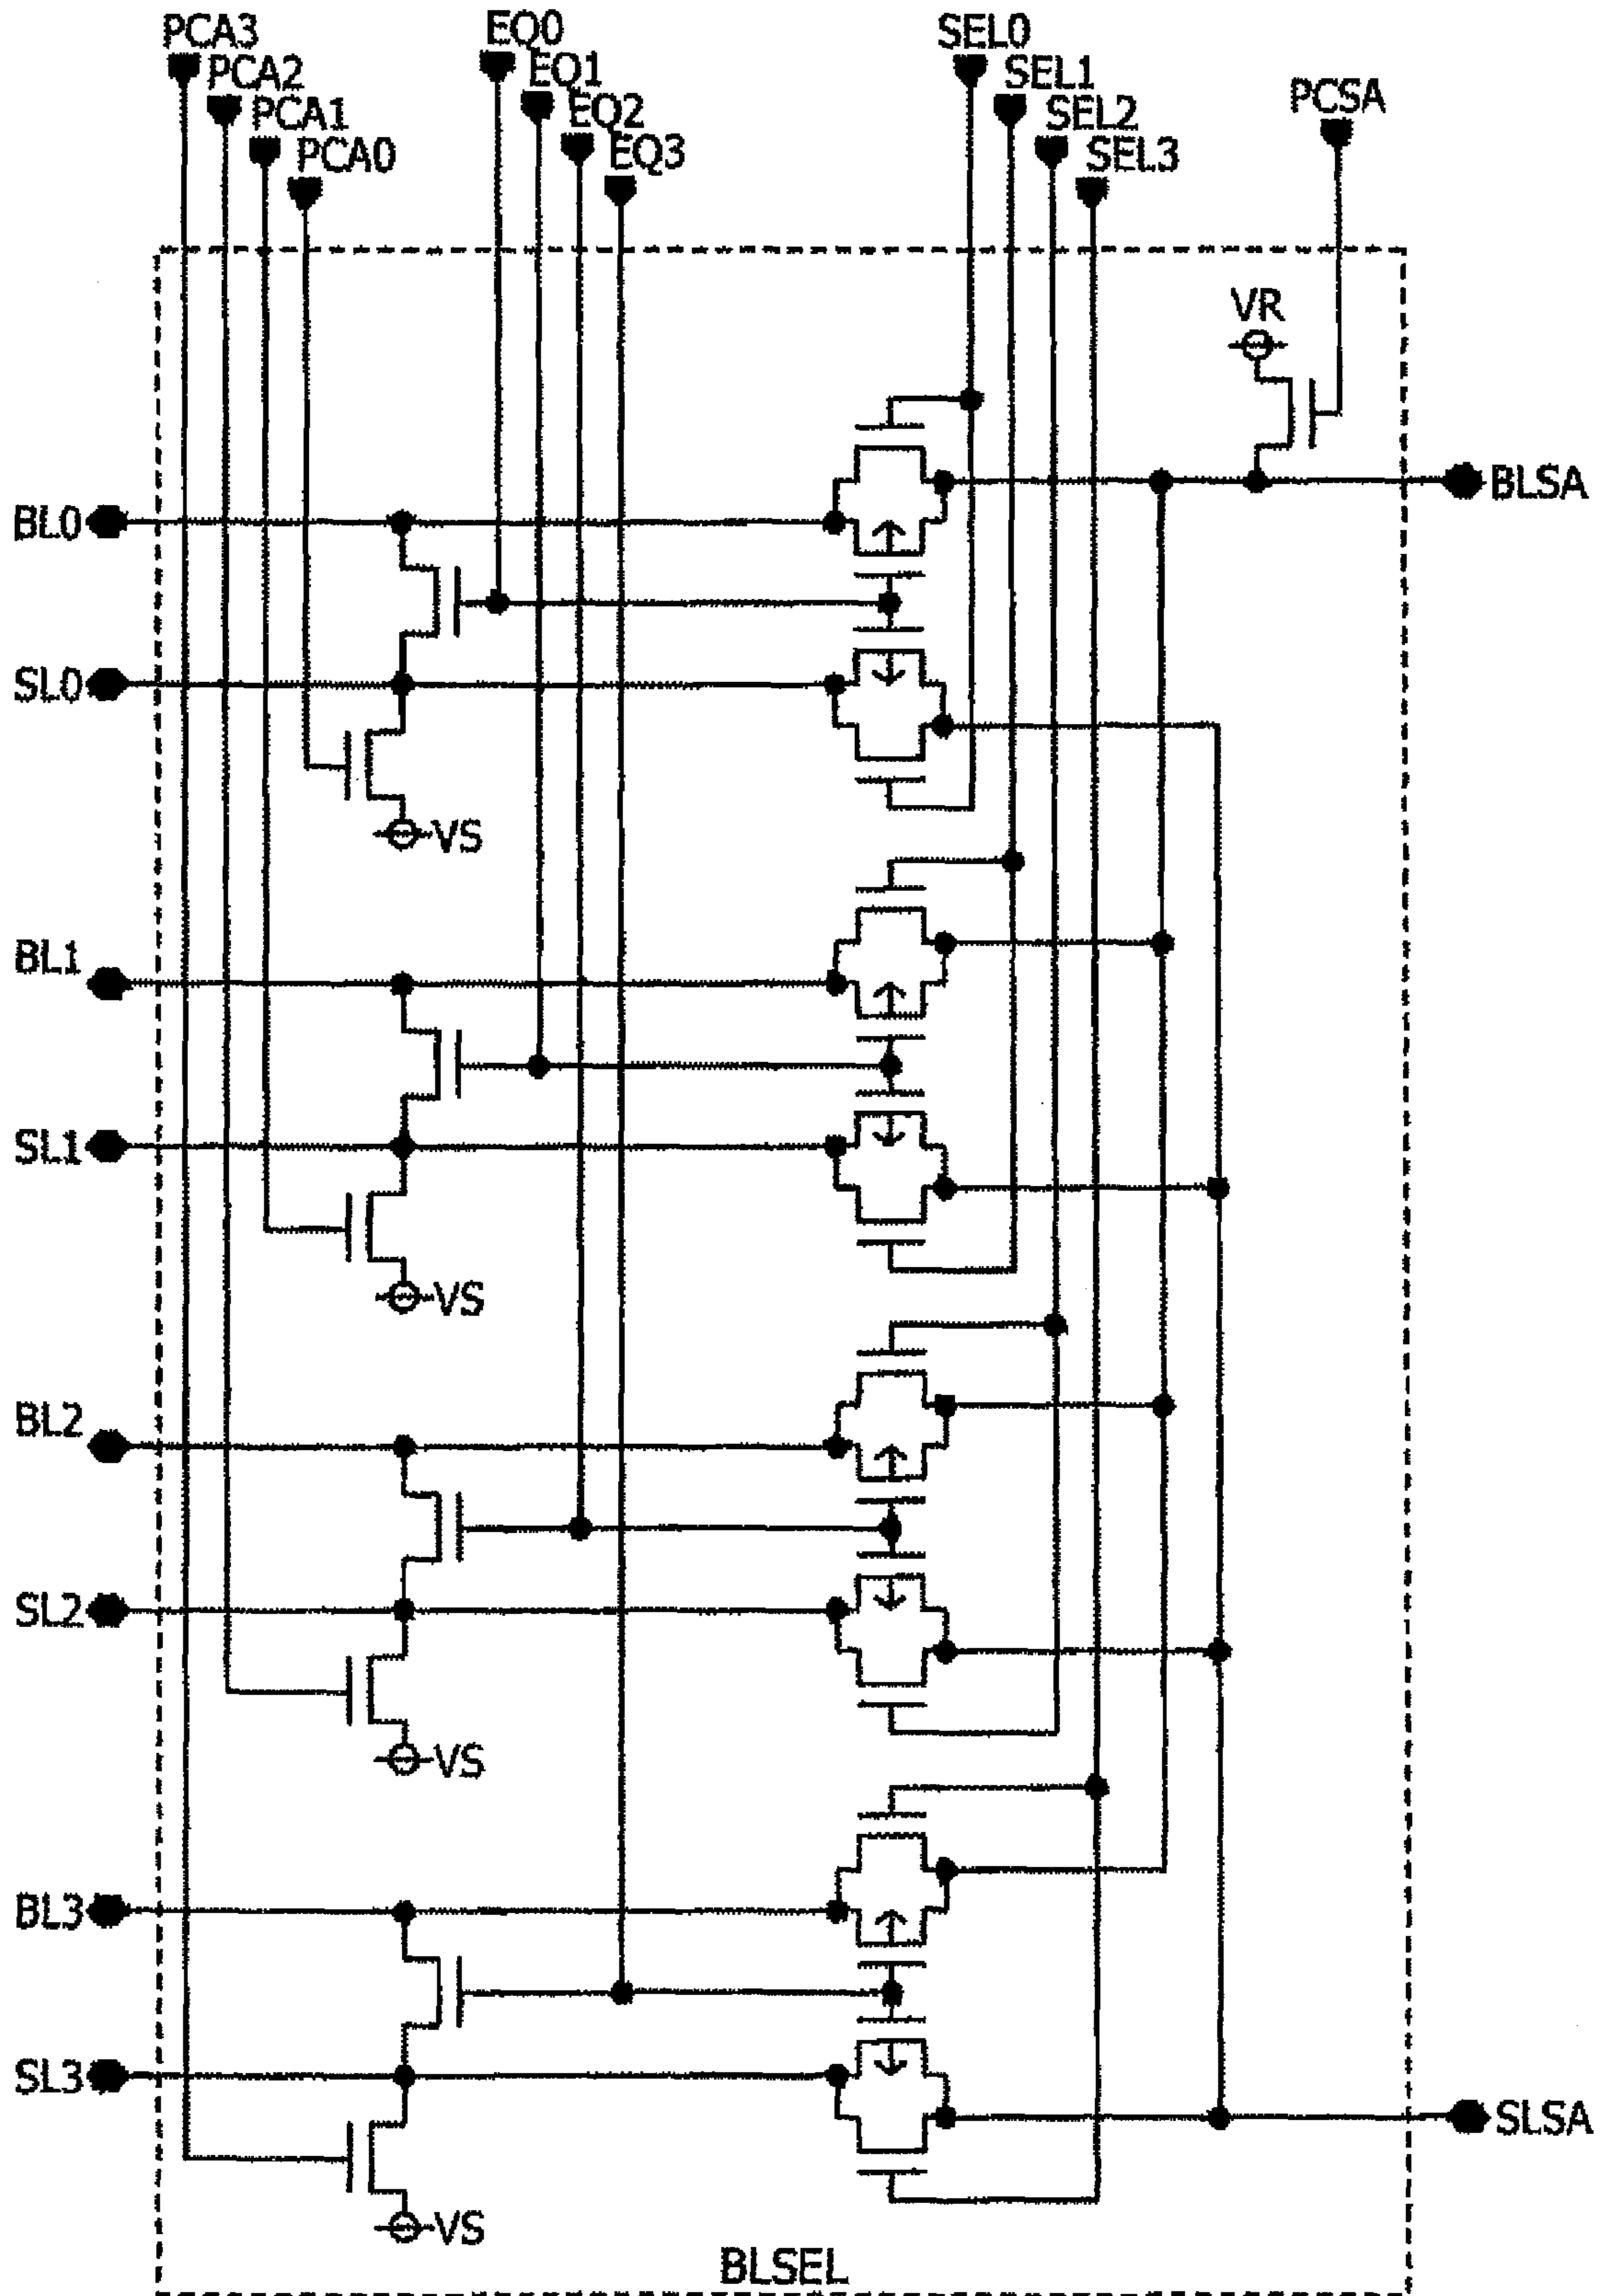 PCA3
PCA2
PCA1
PCA0
EQ0
EQ1
EQ2
EQ3
SEL0
SEL1
SEL2
SEL3
PCSA
VR
BLSA
BL0
SL0
VS
BL1
SL1
VS
BL2
SL2
VS
BL3
SL3
SLSA
VS
BLSEL